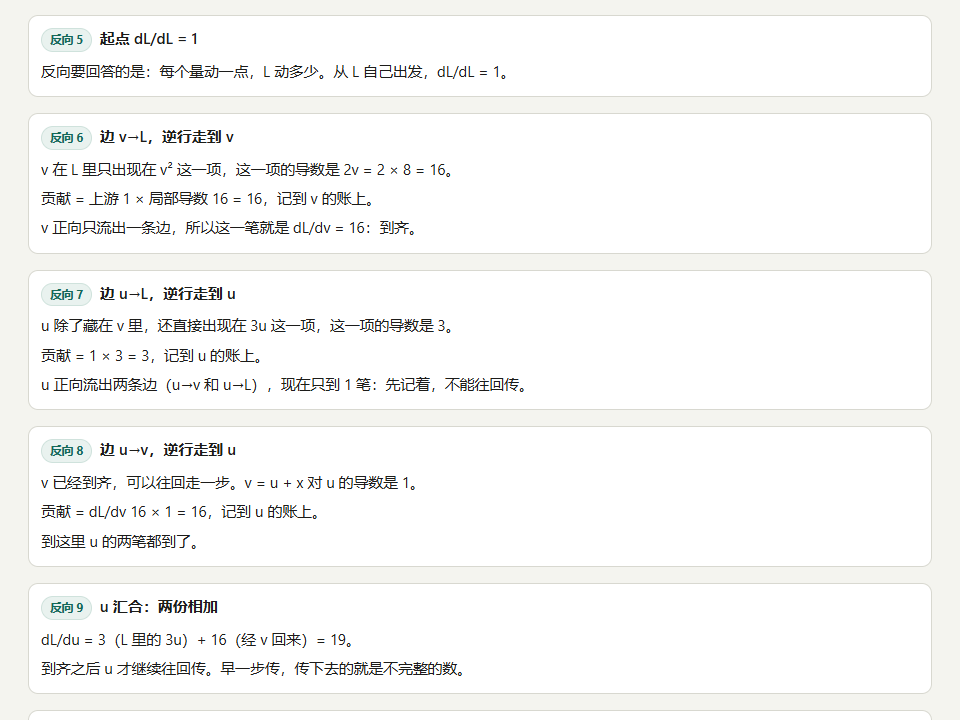 反向 5 起点 dL/dL = 1
反向要回答的是：每个量动一点，L 动多少。从 L 自己出发，dL/dL = 1。
反向 6 边 v→L，逆行走到 v
v 在 L 里只出现在 v² 这一项，这一项的导数是 2v = 2 × 8 = 16。
贡献 = 上游 1 × 局部导数 16 = 16，记到 v 的账上。
v 正向只流出一条边，所以这一笔就是 dL/dv = 16：到齐。
反向 7 边 u→L，逆行走到 u
u 除了藏在 v 里，还直接出现在 3u 这一项，这一项的导数是 3。
贡献 = 1 × 3 = 3，记到 u 的账上。
u 正向流出两条边（u→v 和 u→L），现在只到 1 笔：先记着，不能往回传。
反向 8 边 u→v，逆行走到 u
v 已经到齐，可以往回走一步。v = u + x 对 u 的导数是 1。
贡献 = dL/dv 16 × 1 = 16，记到 u 的账上。
到这里 u 的两笔都到了。
反向 9 u 汇合：两份相加
dL/du = 3（L 里的 3u）+ 16（经 v 回来）= 19。
到齐之后 u 才继续往回传。早一步传，传下去的就是不完整的数。